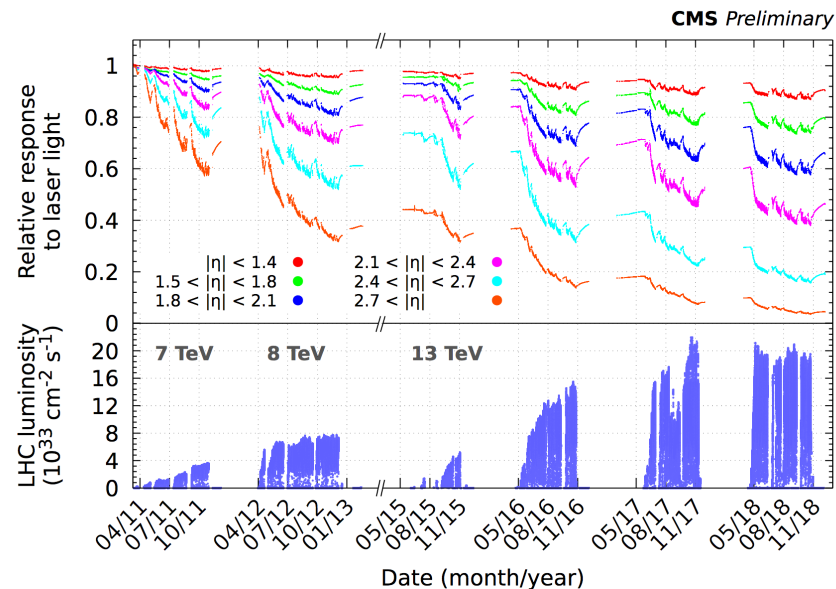 CMS Preliminary
Relative response
to laser light
1
0.8
0.6
0.4
0.2
0
|η| < 1.4
1.5 < |η| < 1.8
1.8 < |η| < 2.1
2.1 < |η| < 2.4
2.4 < |η| < 2.7
2.7 < |η|
LHC luminosity
(10³³ cm⁻² s⁻¹)
7 TeV 8 TeV 13 TeV
20
16
12
8
4
0
04/11 07/11 10/11 04/12 07/12 10/12 01/13 05/15 08/15 11/15 05/16 08/16 11/16 05/17 08/17 11/17 05/18 08/18 11/18
Date (month/year)